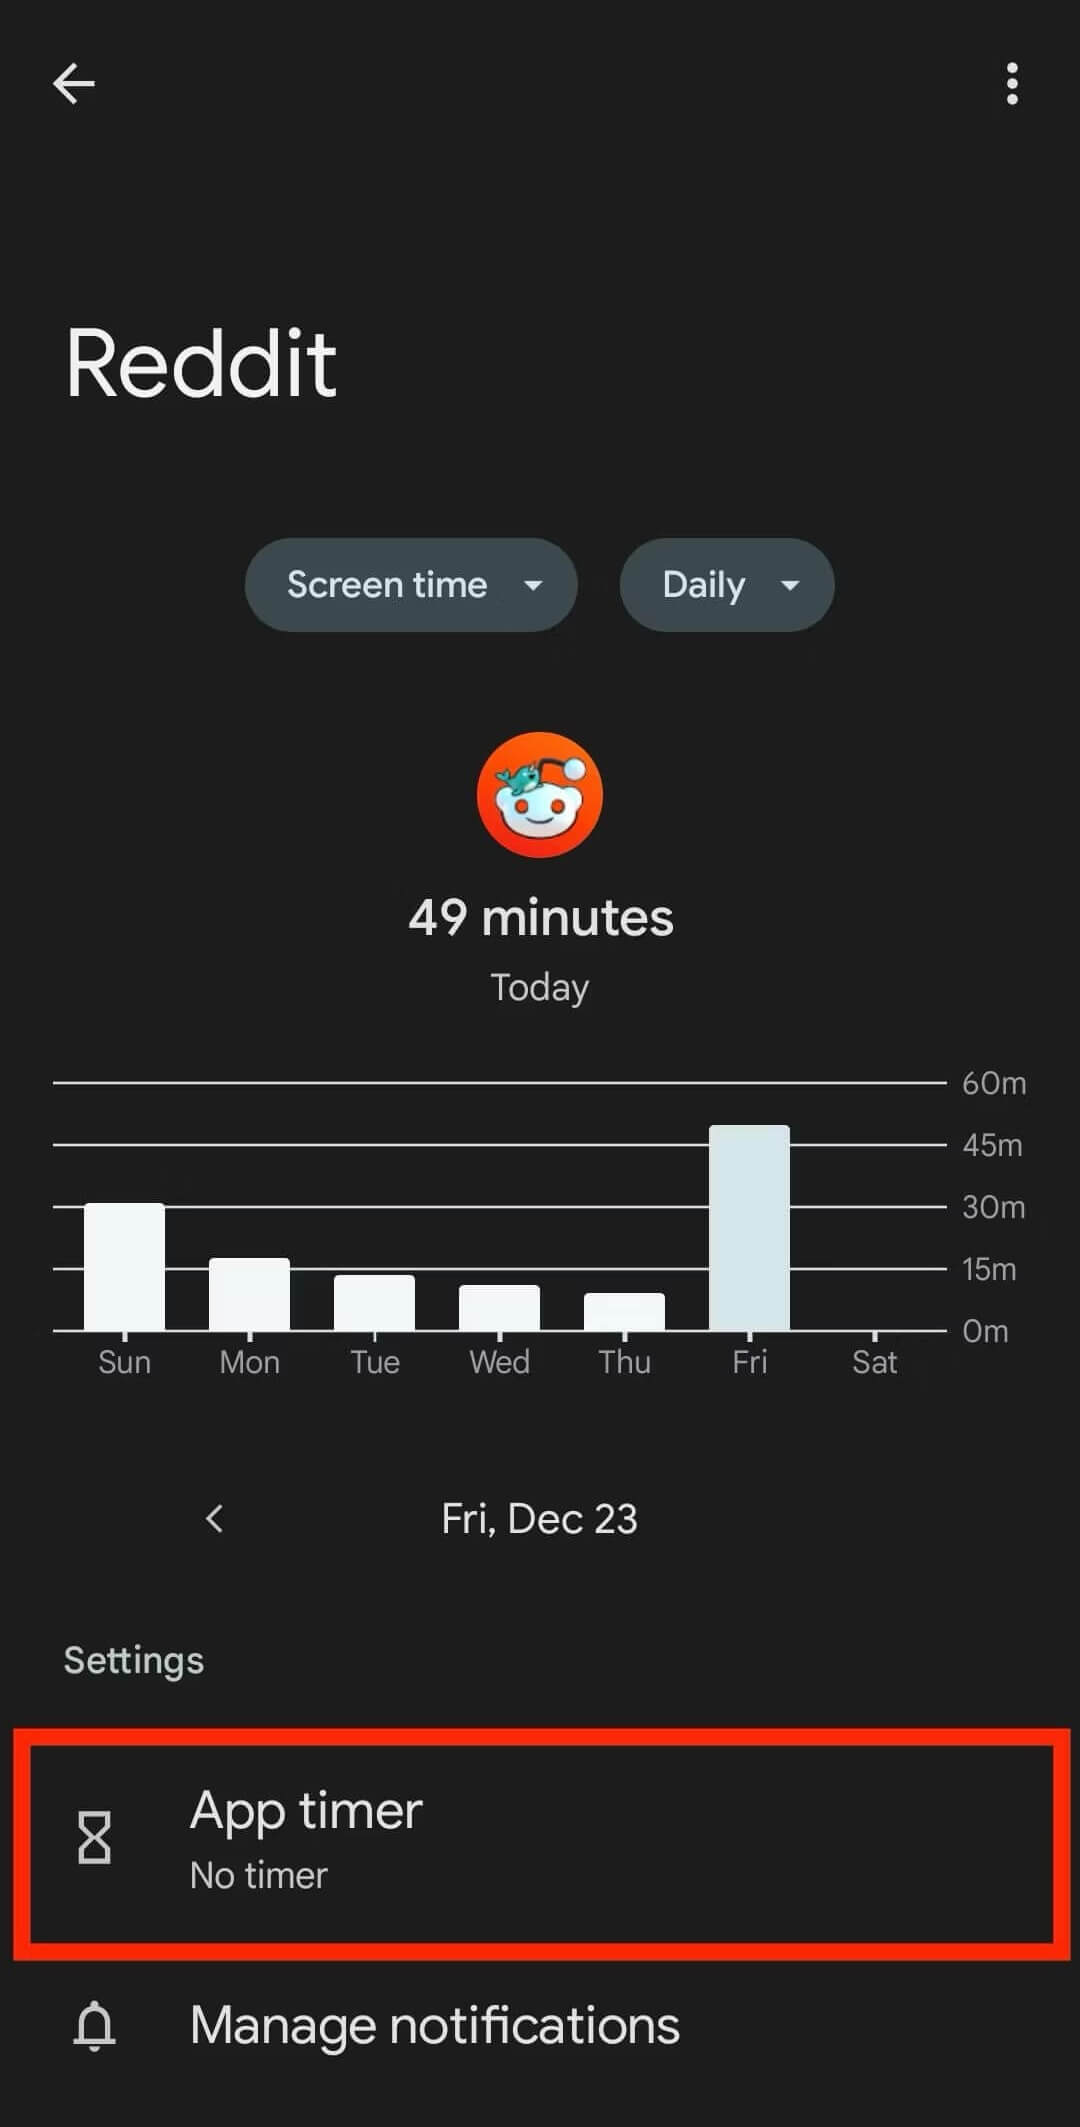 Reddit
Screen time
Daily
49 minutes
Today
60m
45m
30m
15m
0m
Sun Mon Tue Wed Thu Fri Sat
Fri, Dec 23
Settings
App timer
No timer
Manage notifications